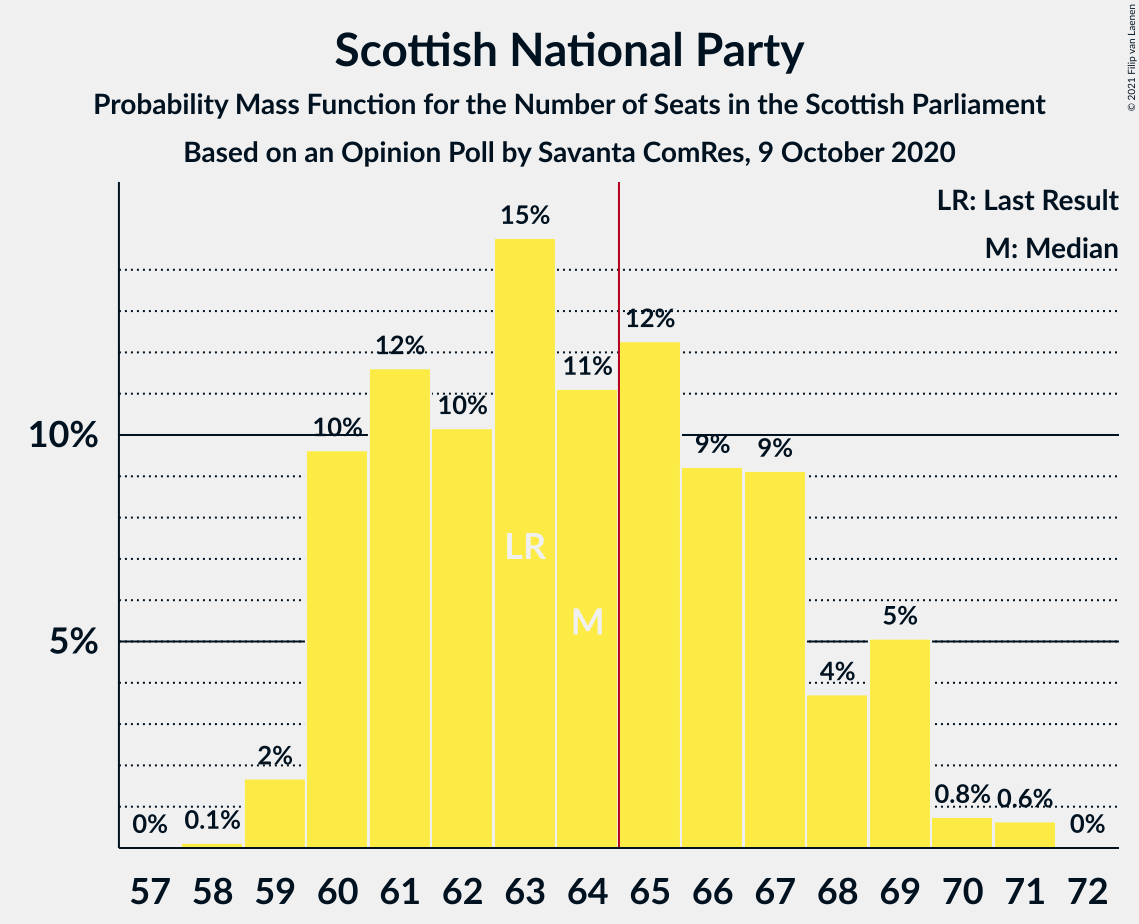 Scottish National Party
Probability Mass Function for the Number of Seats in the Scottish Parliament
Based on an Opinion Poll by Savanta ComRes, 9 October 2020
© 2021 Filip van Laenen
LR: Last Result
M: Median
15%
12%
12%
11%
10%
10%
9%
9%
10%
LR
M
5%
5%
4%
2%
0.8%
0.6%
0%
0.1%
0%
57 58 59 60 61 62 63 64 65 66 67 68 69 70 71 72